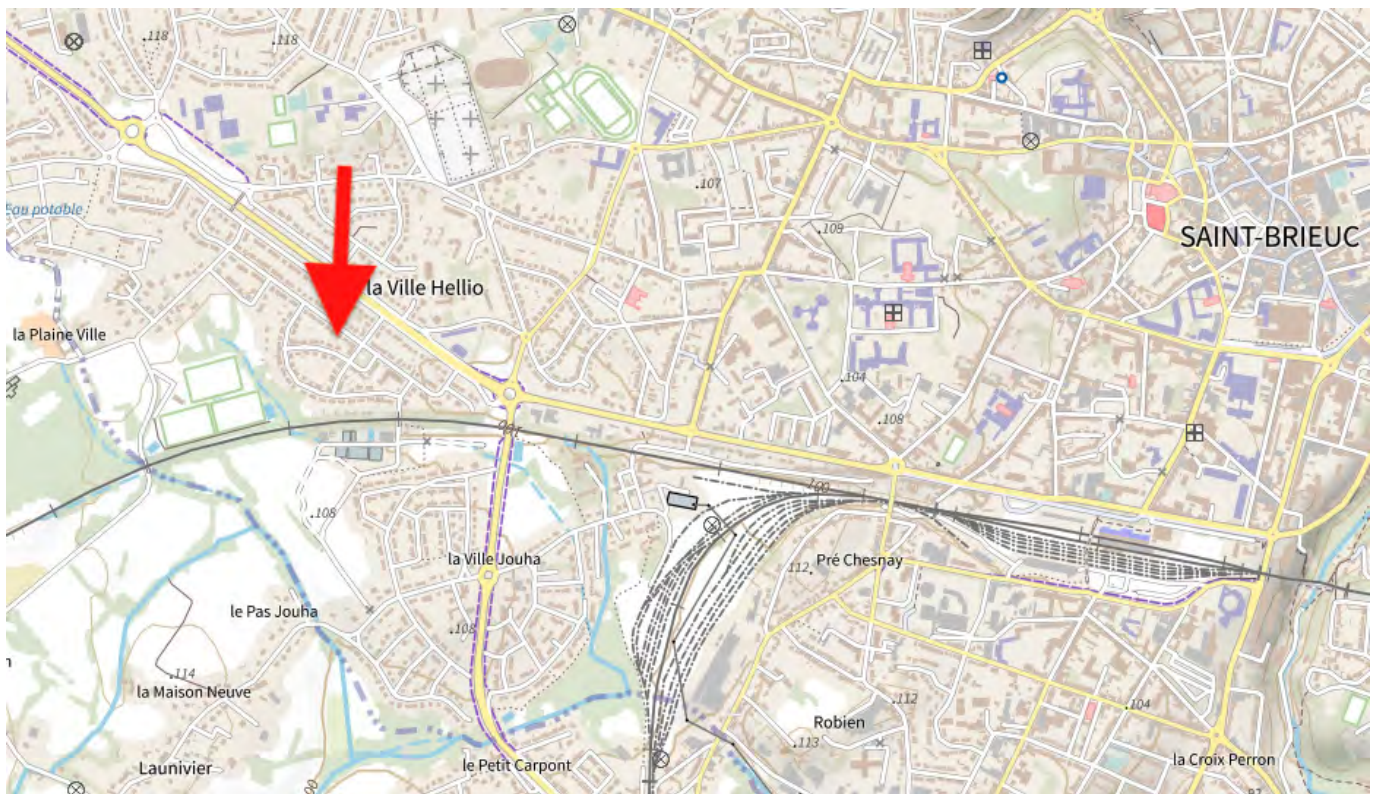 118
118
Eau potable
107
109
SAINT-BRIEUC
la Ville Hellio
la Plaine Ville
104
108
100
100
108
la Ville Jouha
Pré Chesnay
112
le Pas Jouha
108
114
la Maison Neuve
112
104
Robien
113
la Croix Perron
Launivier
le Petit Carpont